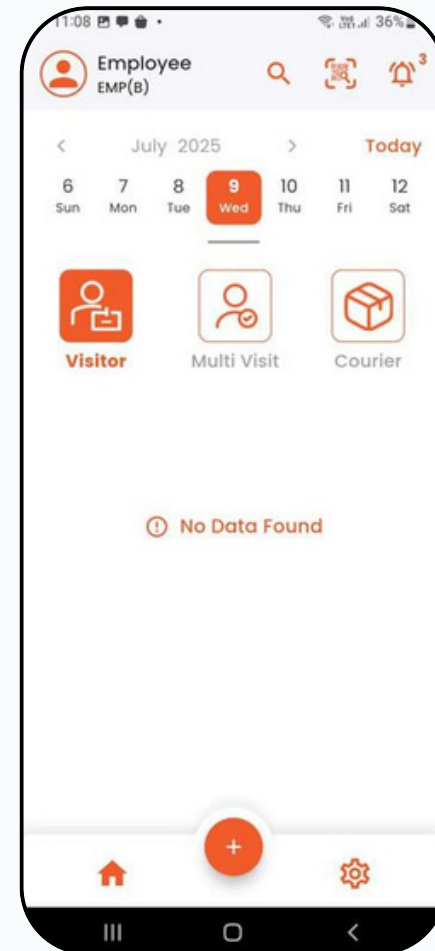 11:08 36%
Employee
EMP(B)
3
July 2025 Today
6 7 8 9 10 11 12
Sun Mon Tue Wed Thu Fri Sat
Visitor Multi Visit Courier
No Data Found